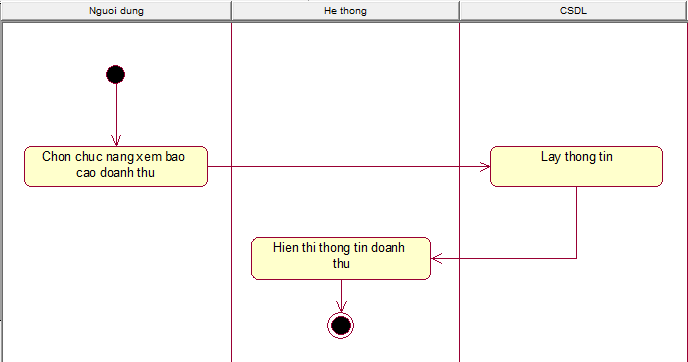 Nguoi dung
He thong
CSDL
Chon chuc nang xem bao
cao doanh thu
Lay thong tin
Hien thi thong tin doanh
thu